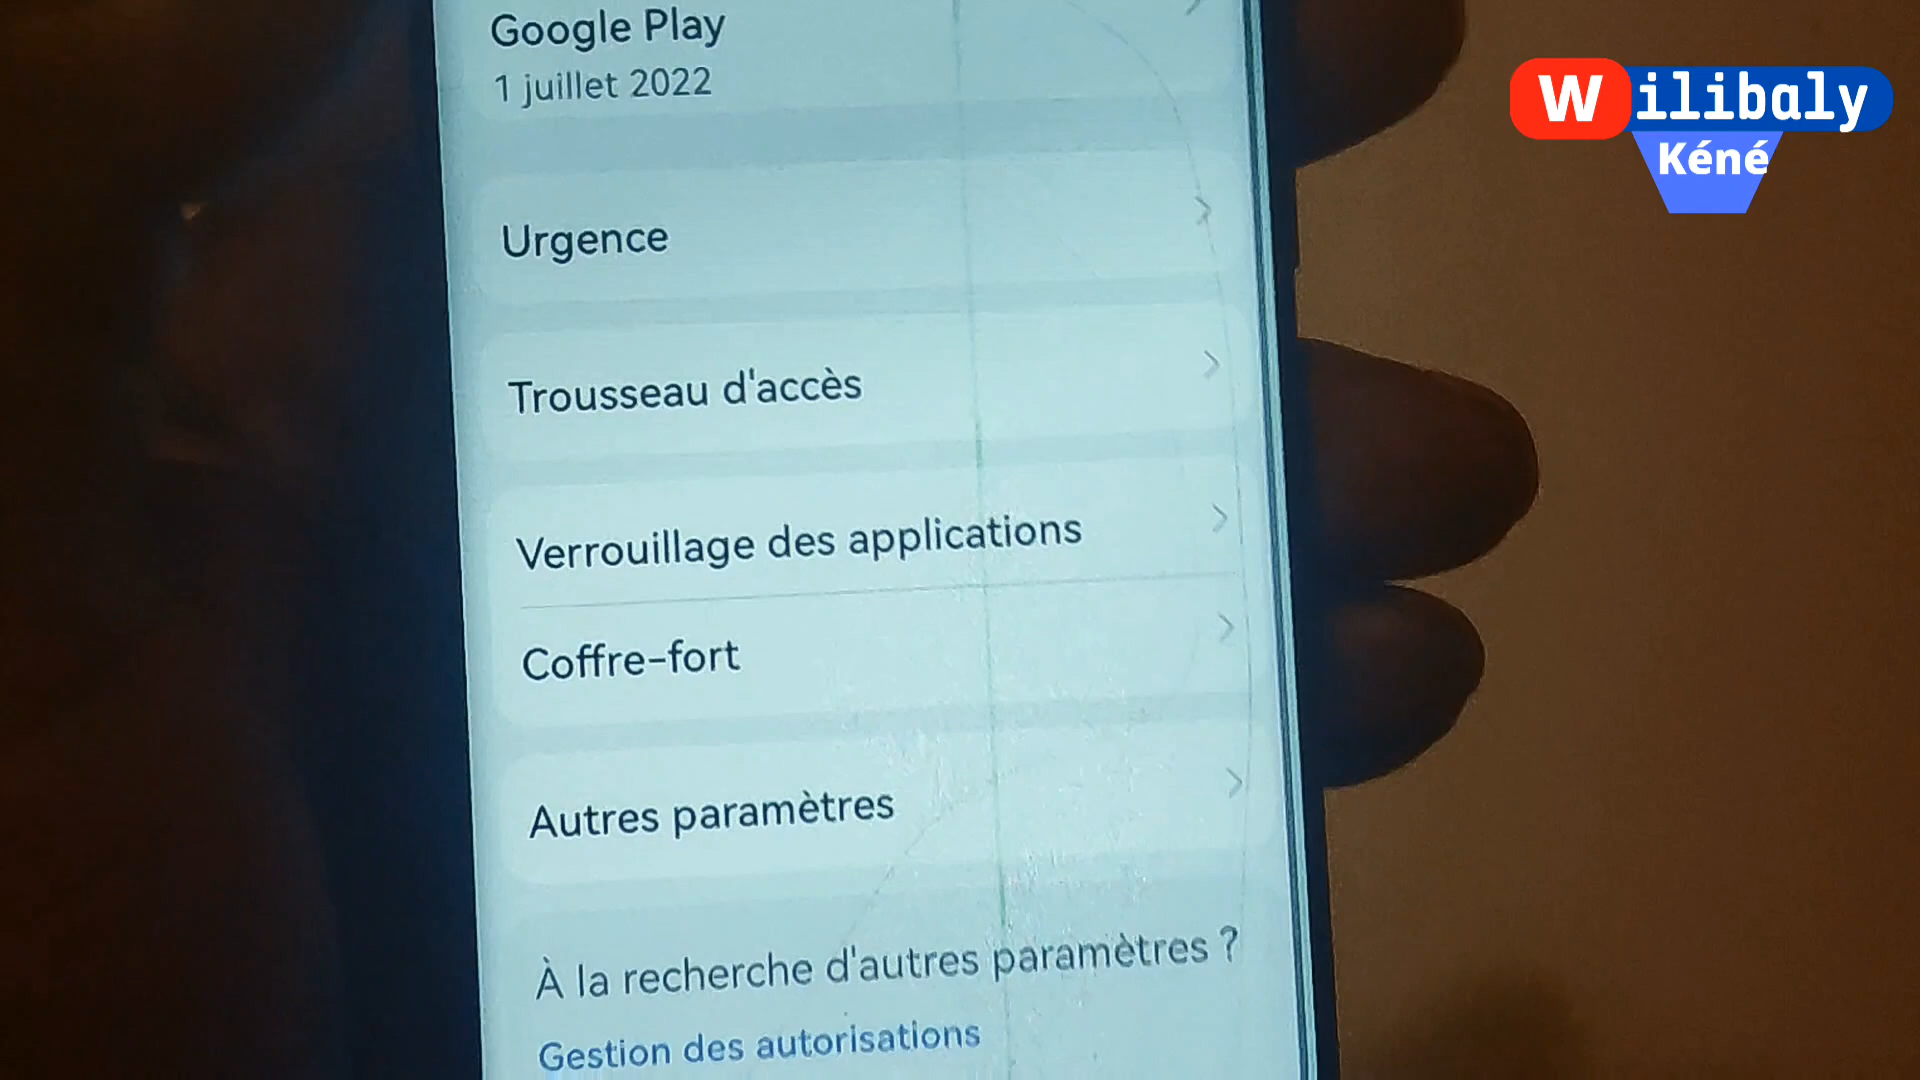 Google Play
1 juillet 2022
Urgence
Trousseau d'accès
Verrouillage des applications
Coffre-fort
Autres paramètres
À la recherche d'autres paramètres ?
Gestion des autorisations
Wilibaly
Kéné